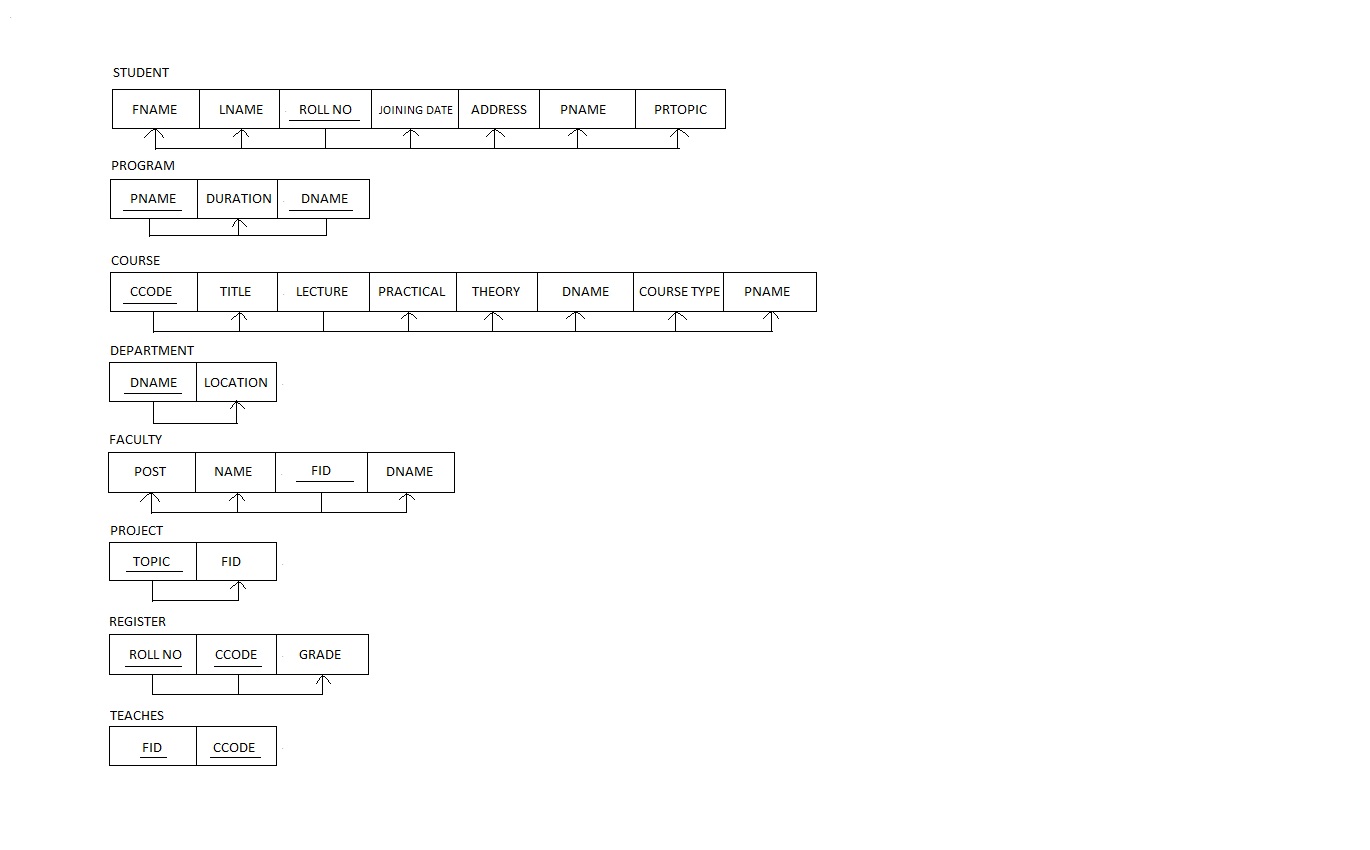 STUDENT
FNAME LNAME ROLL NO JOINING DATE ADDRESS PNAME PRTOPIC
PROGRAM
PNAME DURATION DNAME
COURSE
CCODE TITLE LECTURE PRACTICAL THEORY DNAME COURSE TYPE PNAME
DEPARTMENT
DNAME LOCATION
FACULTY
POST NAME FID DNAME
PROJECT
TOPIC FID
REGISTER
ROLL NO CCODE GRADE
TEACHES
FID CCODE